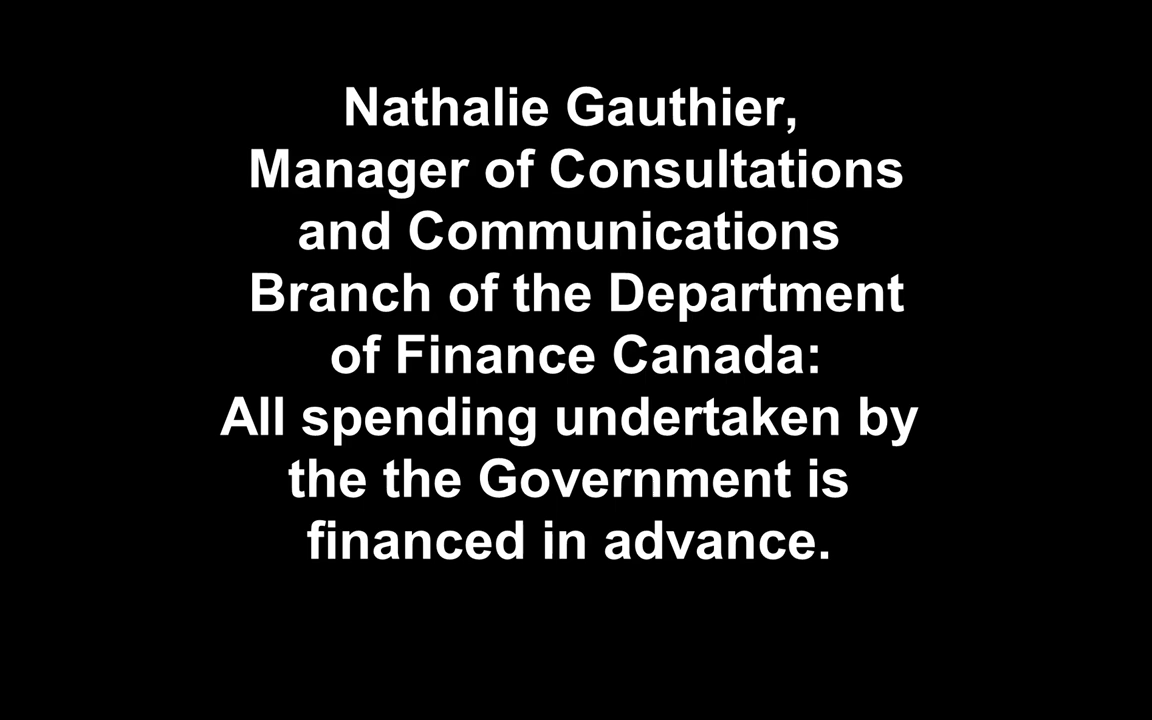 Nathalie Gauthier,
Manager of Consultations
and Communications
Branch of the Department
of Finance Canada:
All spending undertaken by
the the Government is
financed in advance.